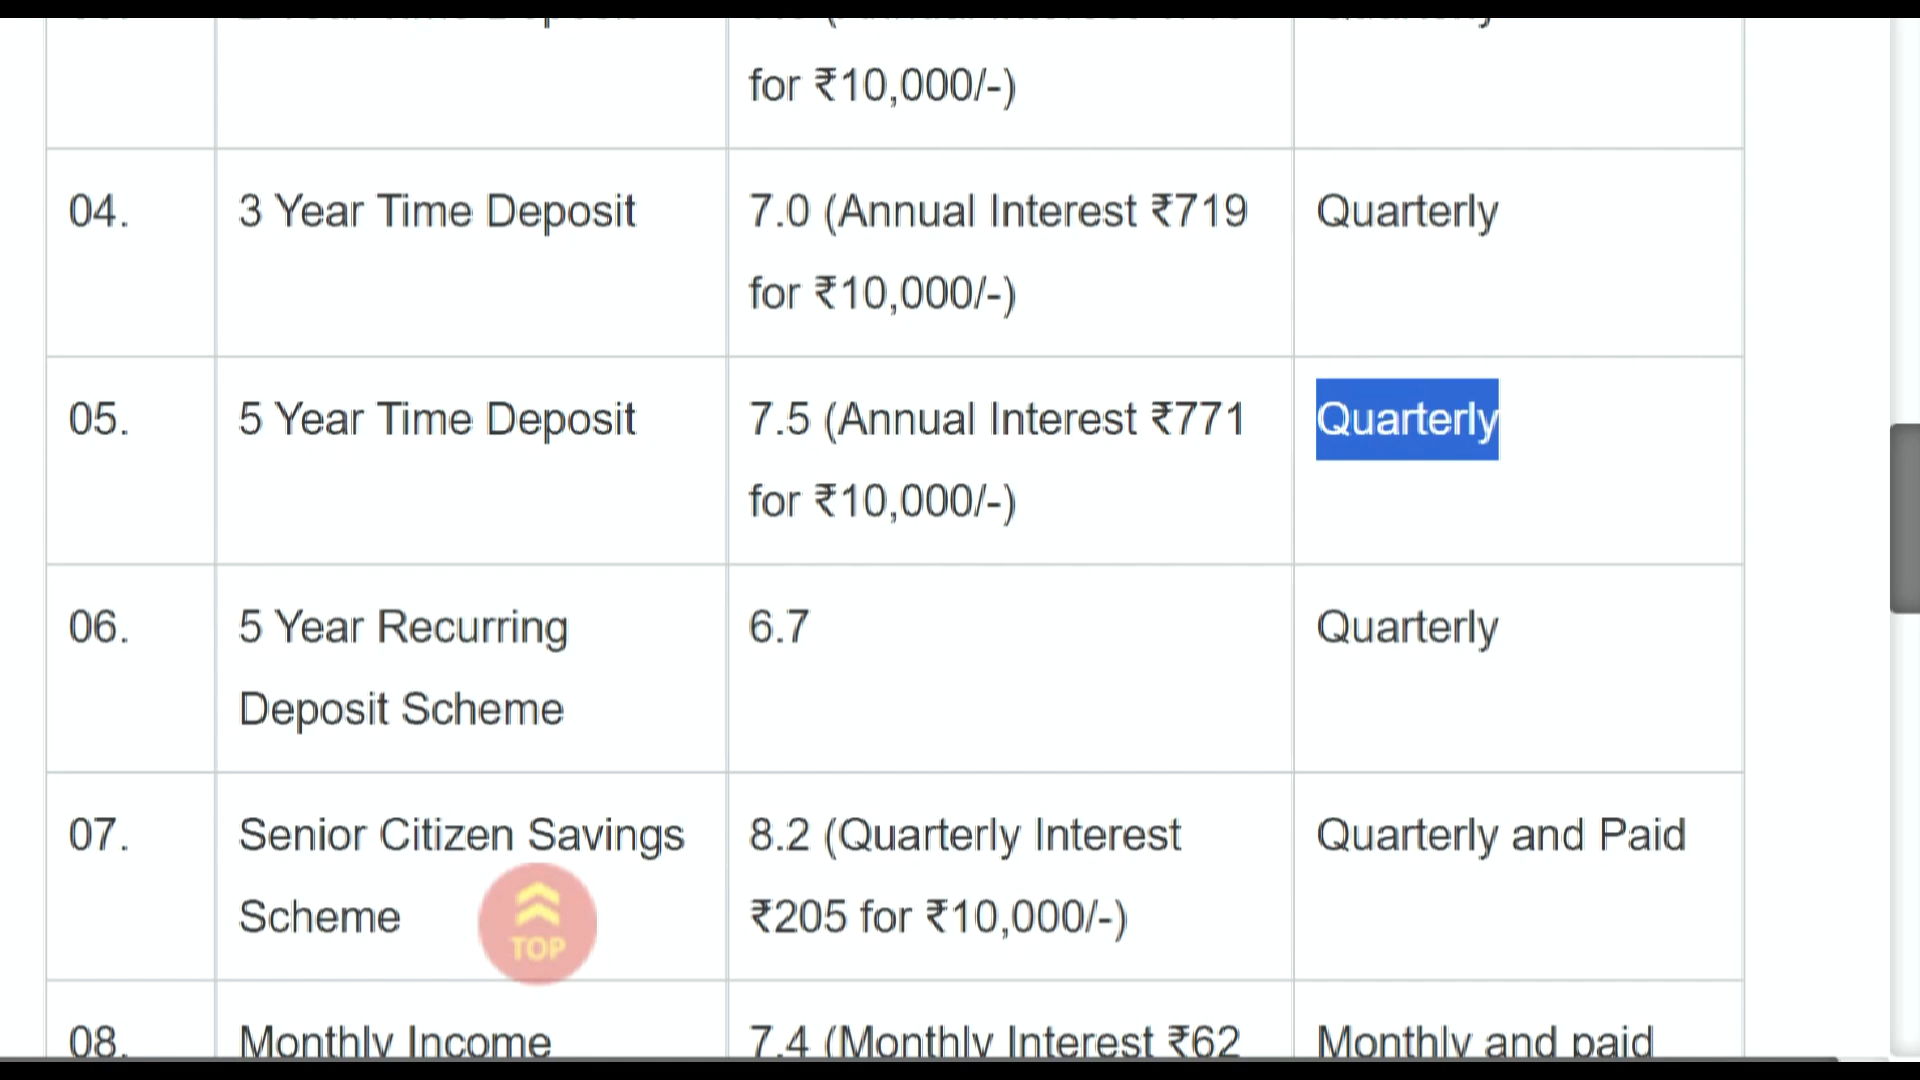 for ₹10,000/-)
04. 3 Year Time Deposit 7.0 (Annual Interest ₹719 Quarterly
for ₹10,000/-)
05. 5 Year Time Deposit 7.5 (Annual Interest ₹771 Quarterly
for ₹10,000/-)
06. 5 Year Recurring 6.7 Quarterly
Deposit Scheme
07. Senior Citizen Savings 8.2 (Quarterly Interest Quarterly and Paid
Scheme ₹205 for ₹10,000/-)
TOP
08. Monthly Income 7.4 (Monthly Interest ₹62 Monthly and paid